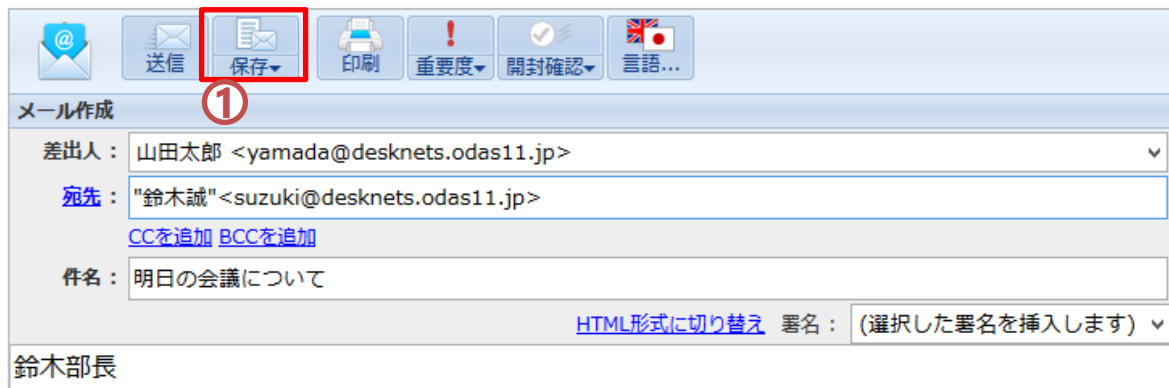 @
送信 保存▾ 印刷 重要度▾ 開封確認▾ 言語...
①
メール作成
差出人： 山田太郎 <yamada@desknets.odas11.jp>
宛先： "鈴木誠"<suzuki@desknets.odas11.jp>
CCを追加 BCCを追加
件名： 明日の会議について
HTML形式に切り替え 署名： (選択した署名を挿入します)
鈴木部長